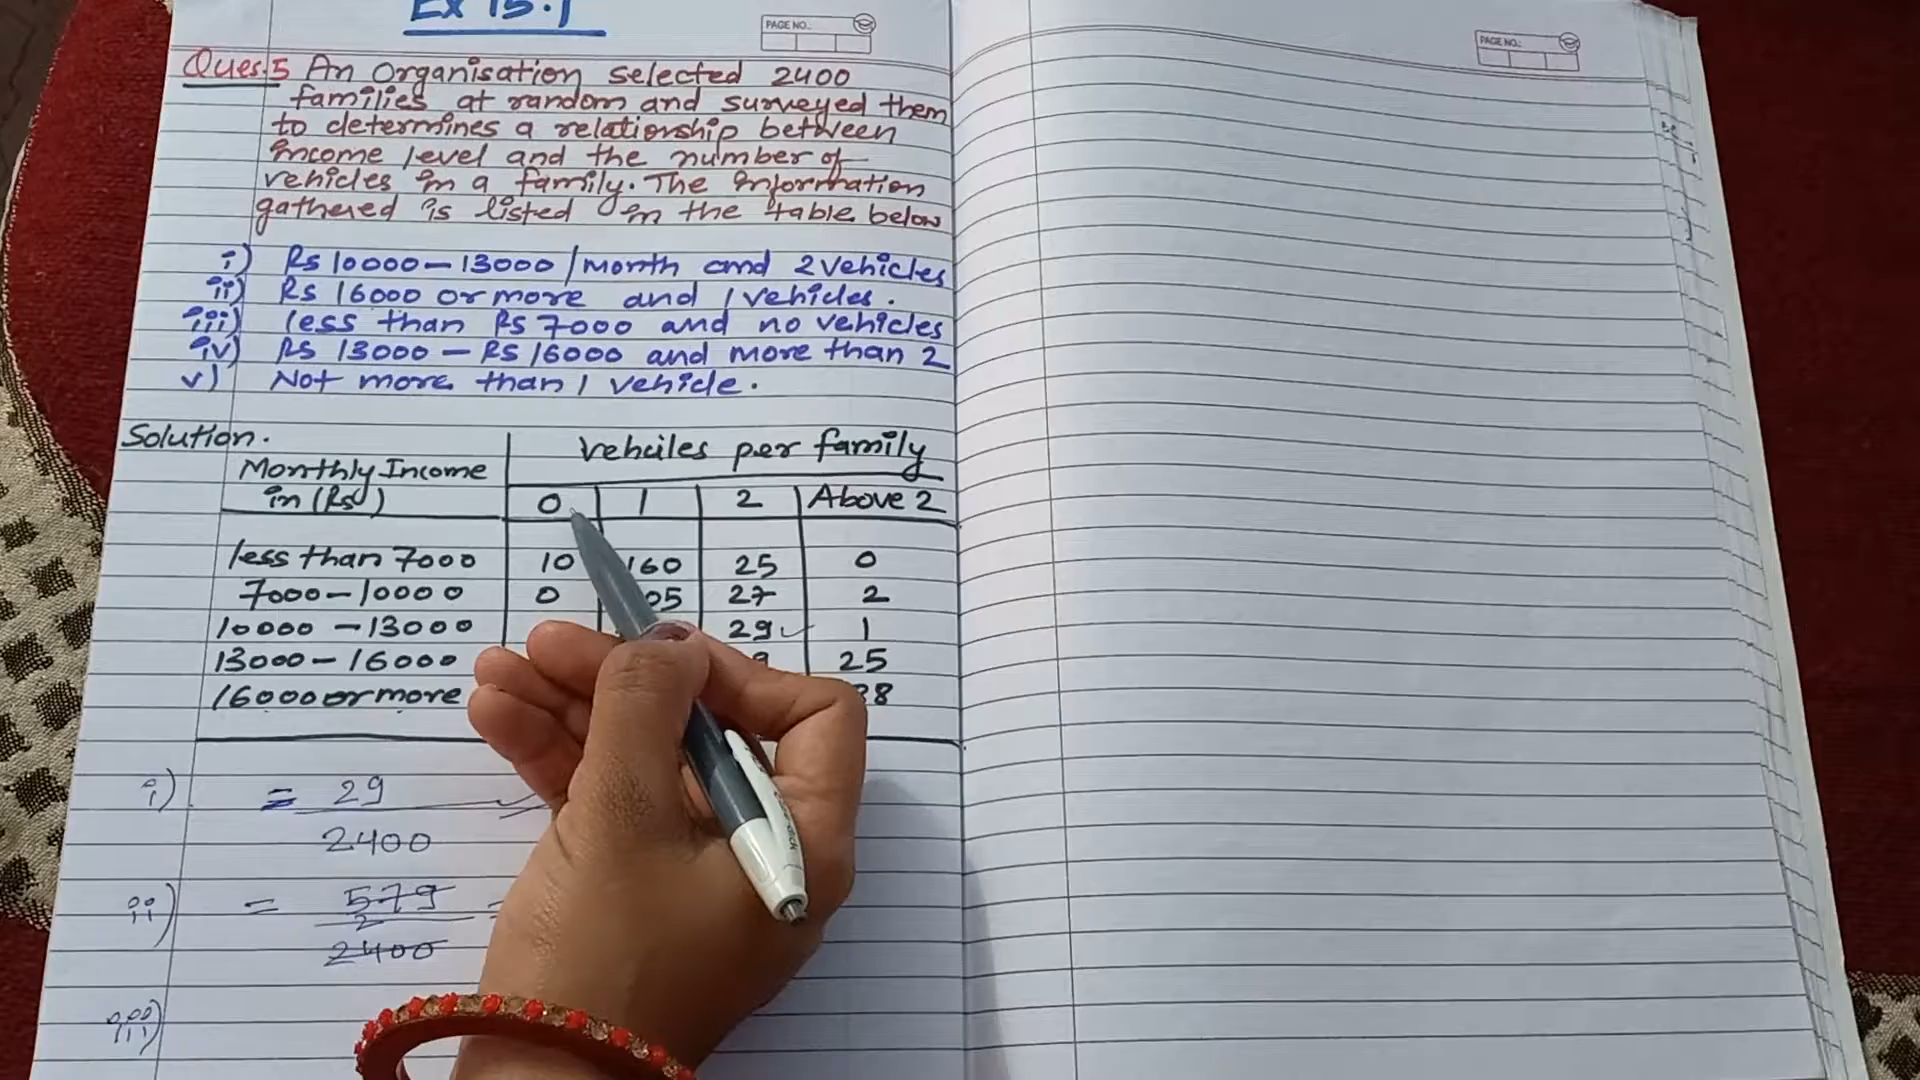 Ex 15.1
PAGE NO.
PAGE NO.:
Ques.5 An Organisation selected 2400
families at random and surveyed them
to determines a relationship between
income level and the number of
vehicles in a family. The information
gathered is listed in the table below
i) Rs 10000-13000/month and 2 vehicles
ii) Rs 16000 or more and 1 vehicles.
iii) less than Rs 7000 and no vehicles
iv) Rs 13000-Rs 16000 and more than 2
v) Not more than 1 vehicle.
Solution.
vehciles per family
Monthly Income
in (Rs)
0 1 2 Above 2
less than 7000 10 160 25 0
7000-10000 0 05 27 2
10000-13000 29 1
13000-16000 9 25
16000 or more 88
i) = 29
2400
ii) = 579 =
2
2400
iii)